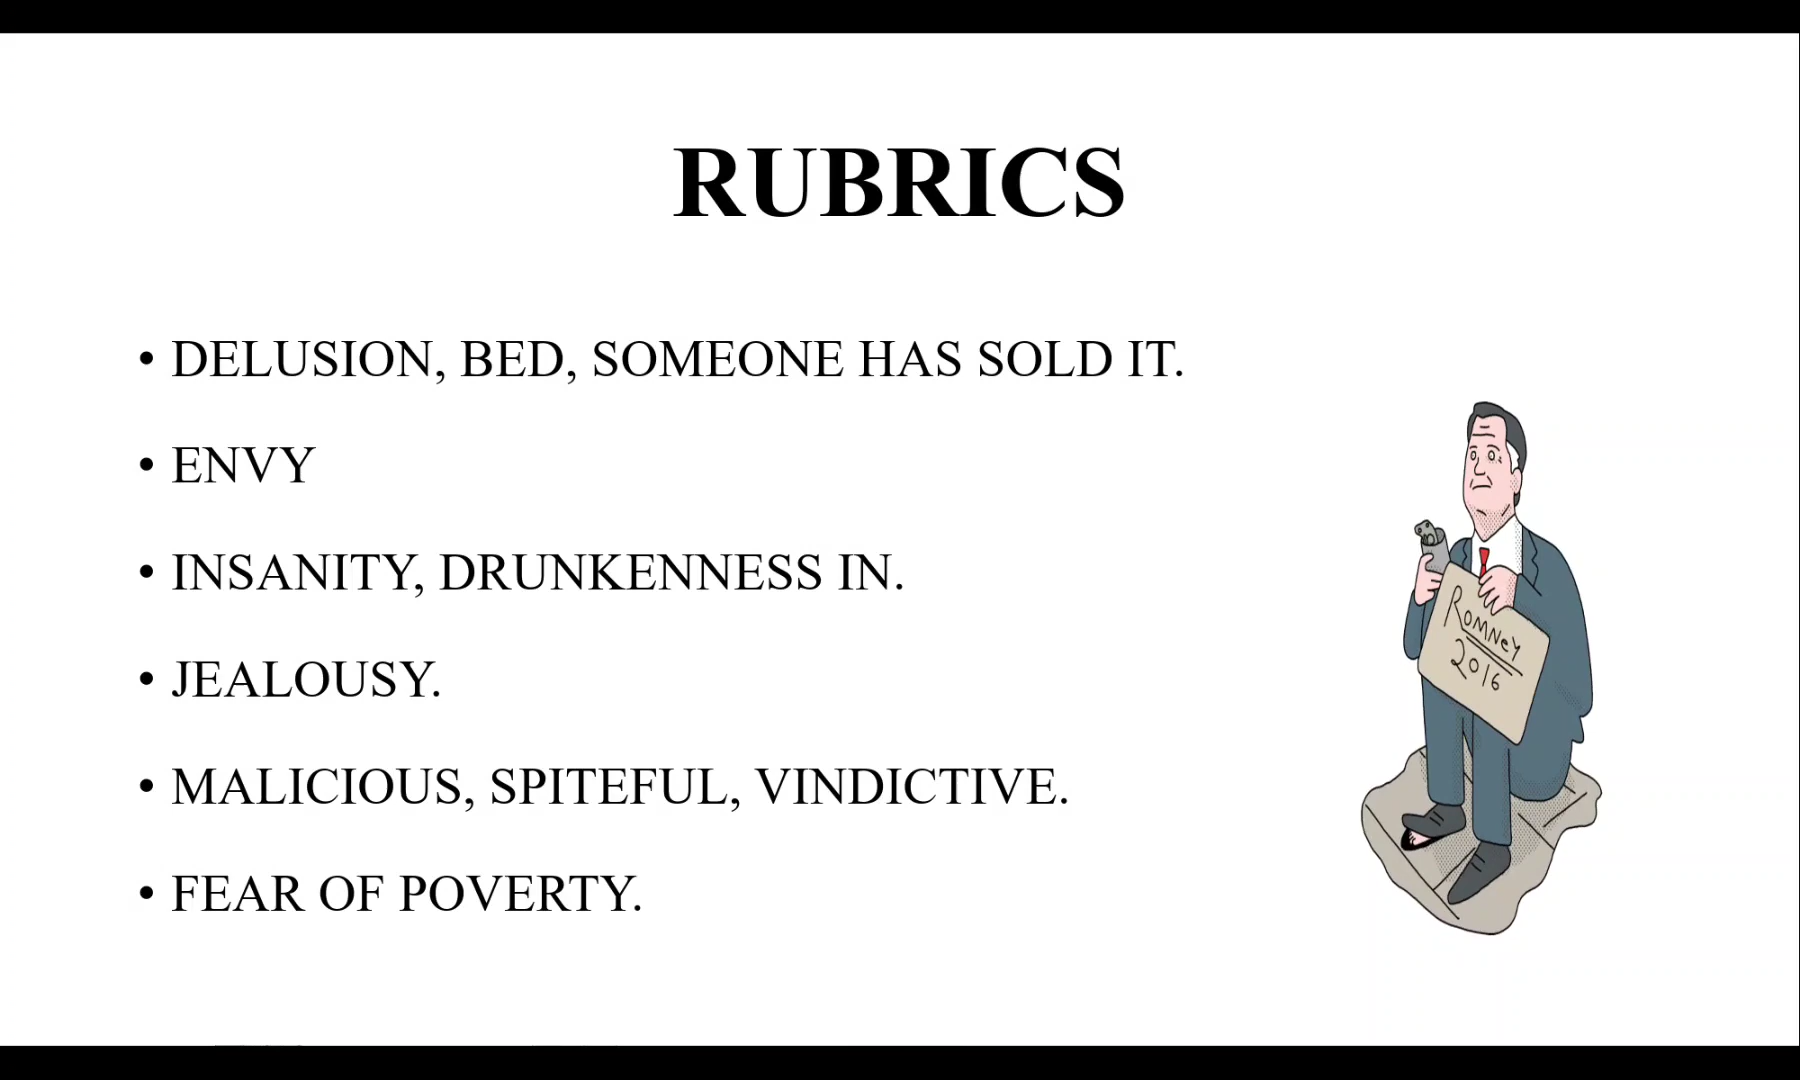 RUBRICS
• DELUSION, BED, SOMEONE HAS SOLD IT.
• ENVY
• INSANITY, DRUNKENNESS IN.
• JEALOUSY.
• MALICIOUS, SPITEFUL, VINDICTIVE.
• FEAR OF POVERTY.
ROMNeY
2016